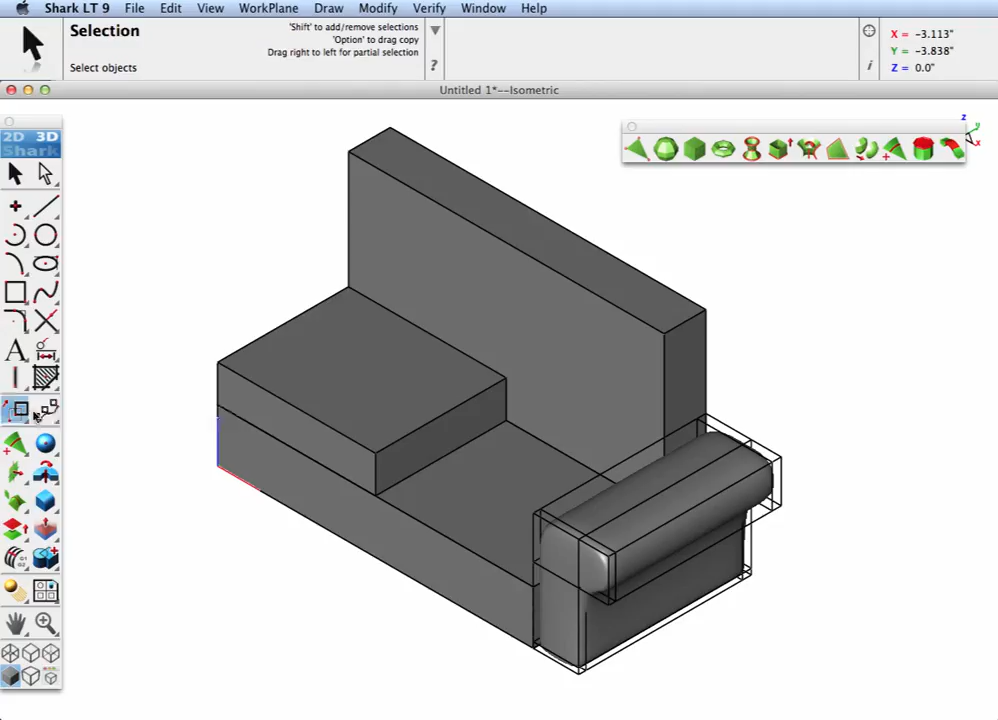 Shark LT 9 File Edit View WorkPlane Draw Modify Verify Window Help
Selection
Select objects
'Shift' to add/remove selections
'Option' to drag copy
Drag right to left for partial selection
?
i
X = -3.113"
Y = -3.838"
Z = 0.0"
Untitled 1*--Isometric
2D 3D
Shark
A
G1
G2
z
y
x